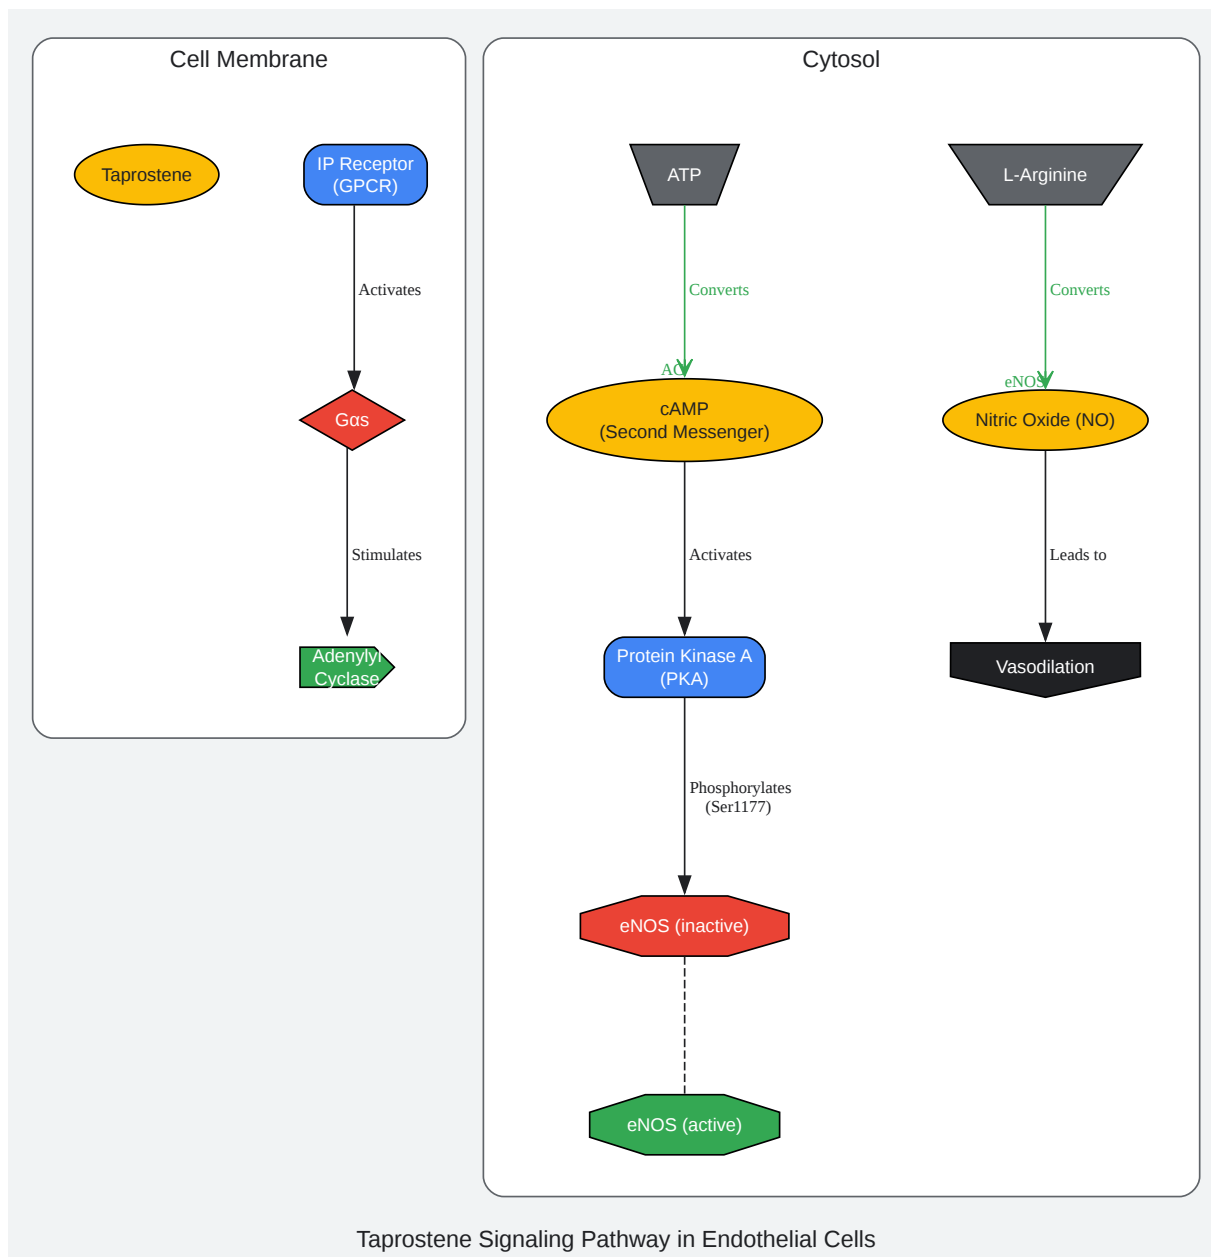 Cell Membrane
Taprostene
IP Receptor
(GPCR)
Activates
Gαs
Stimulates
Adenylyl
Cyclase
Cytosol
ATP
L-Arginine
Converts
Converts
AC
eNOS
cAMP
(Second Messenger)
Nitric Oxide (NO)
Activates
Leads to
Protein Kinase A
(PKA)
Vasodilation
Phosphorylates
(Ser1177)
eNOS (inactive)
eNOS (active)
Taprostene Signaling Pathway in Endothelial Cells